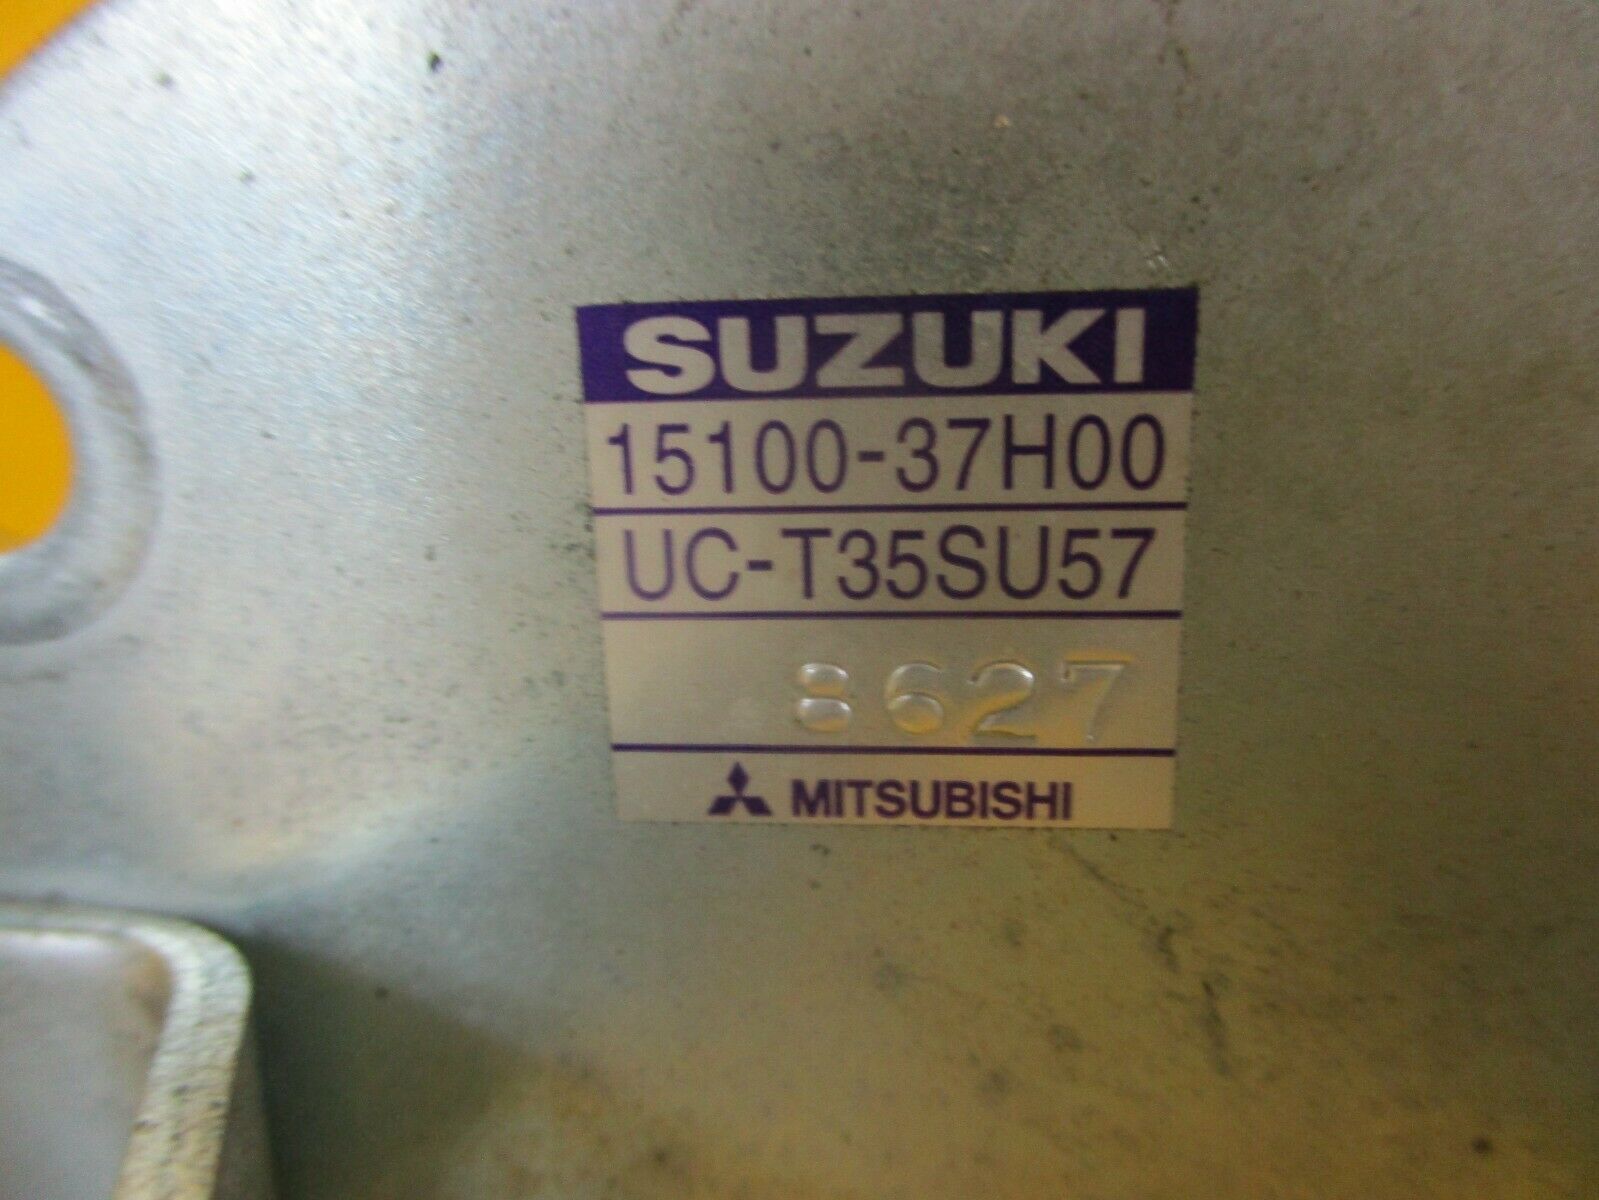 SUZUKI
15100-37H00
UC-T35SU57
8627
MITSUBISHI